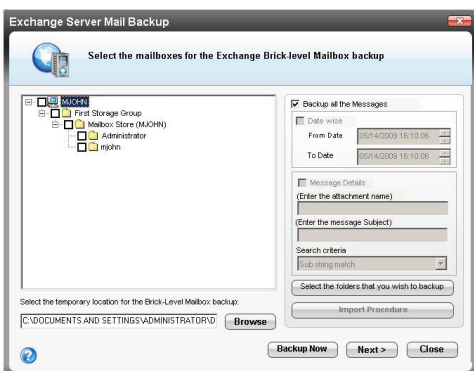 Exchange Server Mail Backup
Select the mailboxes for the Exchange Brick-level Mailbox backup
MJOHN
First Storage Group
Mailbox Store (MJOHN)
Administrator
mjohn
Select the temporary location for the Brick-Level Mailbox backup:
C:\DOCUMENTS AND SETTINGS\ADMINISTRATOR\D
Browse
Backup all the Messages
Date wise
From Date 05/14/2009 16:10:06
To Date 05/14/2009 16:10:06
Message Details
(Enter the attachment name)
(Enter the message Subject)
Search criteria
Sub string match
Select the folders that you wish to backup
Import Procedure
Backup Now
Next >
Close